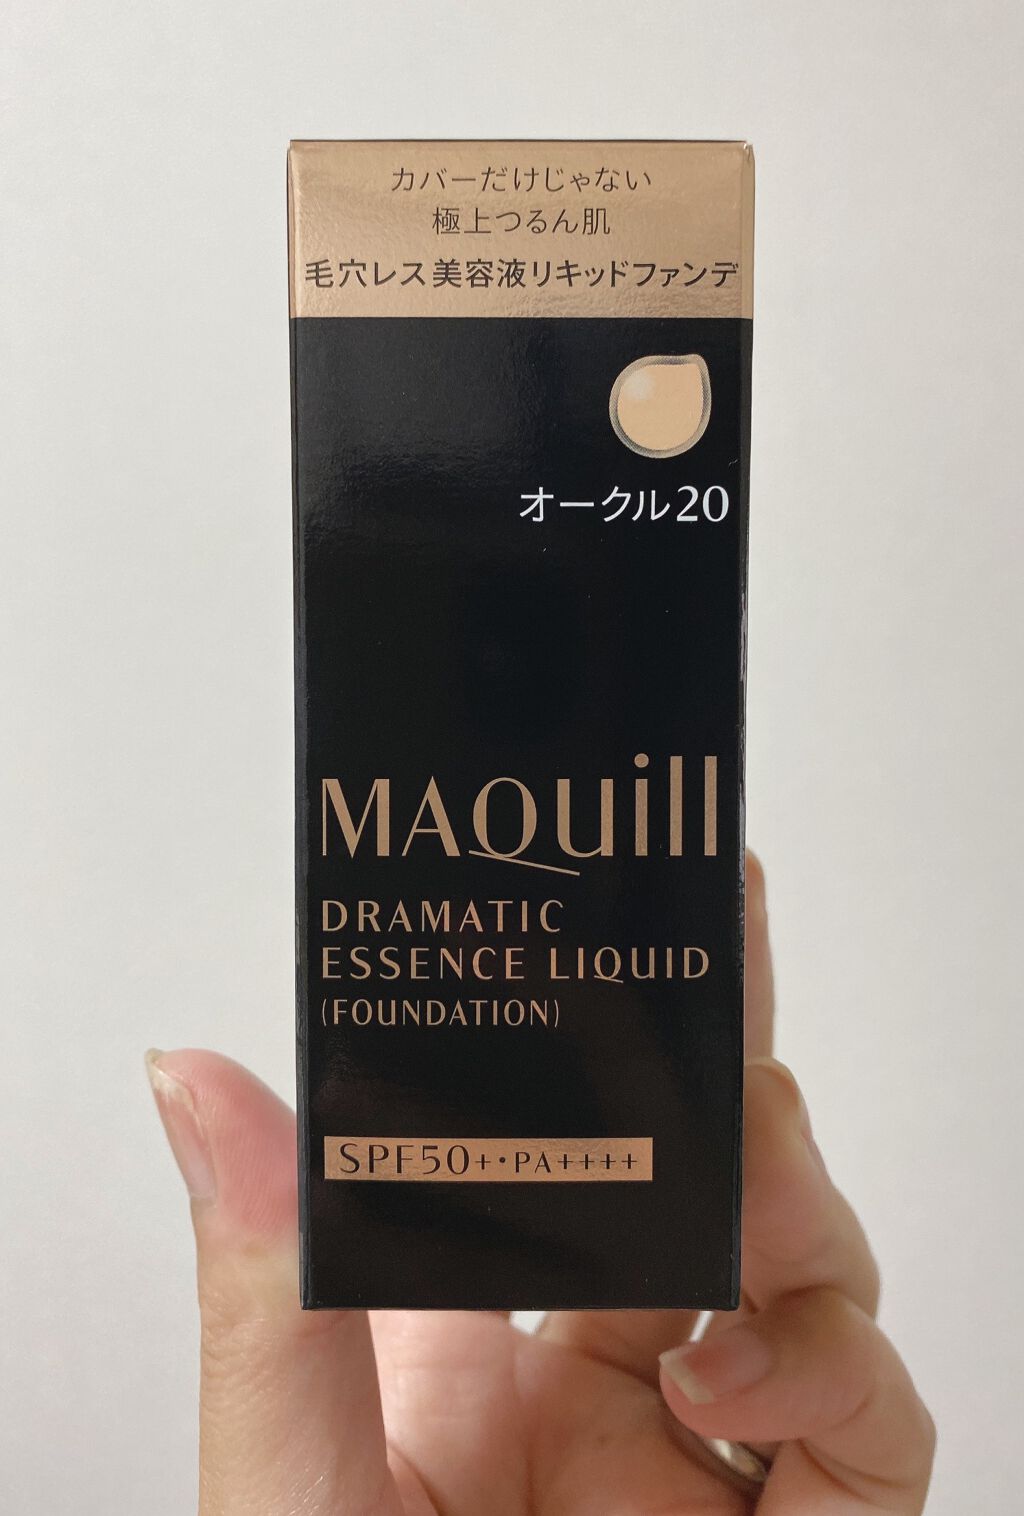 カバーだけじゃない
極上つるん肌
毛穴レス美容液リキッドファンデ
オークル20
MAQuill
DRAMATIC
ESSENCE LIQUID
(FOUNDATION)
SPF50+・PA++++